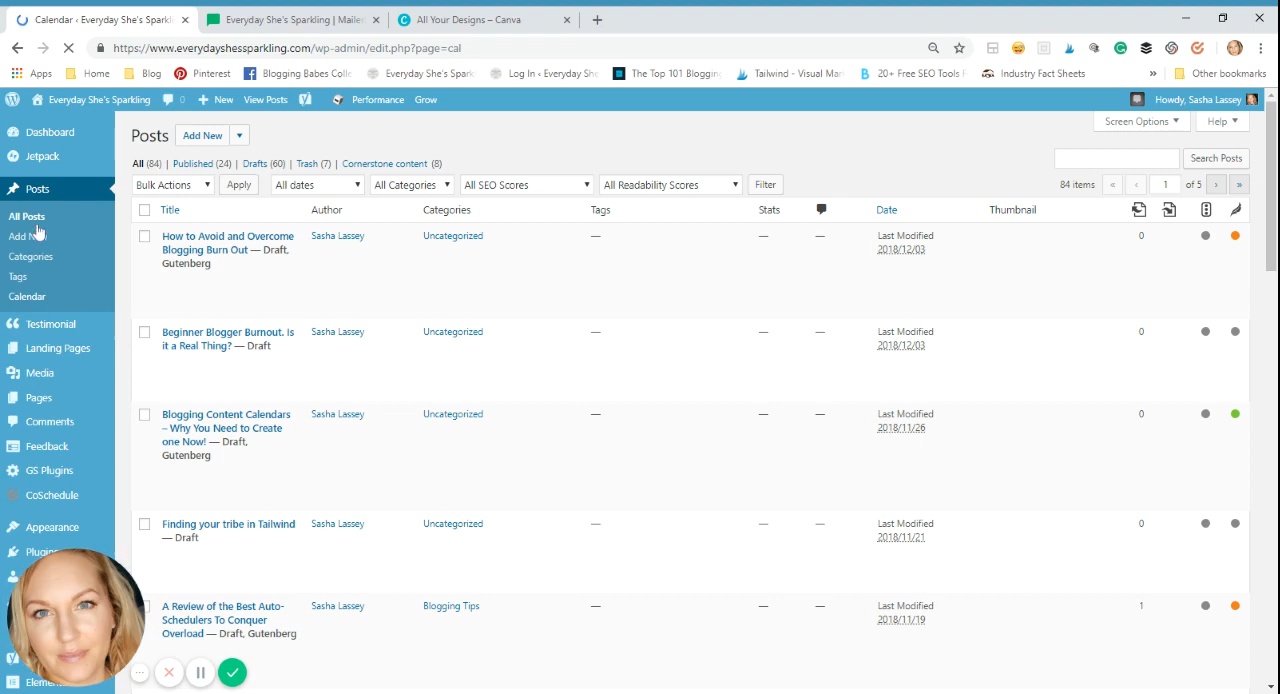 Calendar ‹ Everyday She's Sparkli
Everyday She's Sparkling | Mailer
All Your Designs – Canva
https://www.everydayshessparkling.com/wp-admin/edit.php?page=cal
Apps Home Blog Pinterest Blogging Babes Colle Everyday She's Spark Log In ‹ Everyday She The Top 101 Blogging Tailwind - Visual Mar 20+ Free SEO Tools Industry Fact Sheets » Other bookmarks
Everyday She's Sparkling 0 + New View Posts Performance Grow Howdy, Sasha Lassey
Screen Options ▼ Help ▼
Dashboard
Jetpack
Posts
All Posts
Add N
Categories
Tags
Calendar
Testimonial
Landing Pages
Media
Pages
Comments
Feedback
GS Plugins
CoSchedule
Appearance
Plugin
Elem
Posts Add New ▼
All (84) | Published (24) | Drafts (60) | Trash (7) | Cornerstone content (8)
Search Posts
Bulk Actions ▼ Apply All dates ▼ All Categories ▼ All SEO Scores ▼ All Readability Scores ▼ Filter 84 items « ‹ 1 of 5 › »
Title Author Categories Tags Stats Date Thumbnail
How to Avoid and Overcome Sasha Lassey Uncategorized — — — Last Modified 0
Blogging Burn Out — Draft, 2018/12/03
Gutenberg
Beginner Blogger Burnout. Is Sasha Lassey Uncategorized — — — Last Modified 0
it a Real Thing? — Draft 2018/12/03
Blogging Content Calendars Sasha Lassey Uncategorized — — — Last Modified 0
– Why You Need to Create 2018/11/26
one Now! — Draft,
Gutenberg
Finding your tribe in Tailwind Sasha Lassey Uncategorized — — — Last Modified 0
— Draft 2018/11/21
A Review of the Best Auto- Sasha Lassey Blogging Tips — — — Last Modified 1
Schedulers To Conquer 2018/11/19
Overload — Draft, Gutenberg